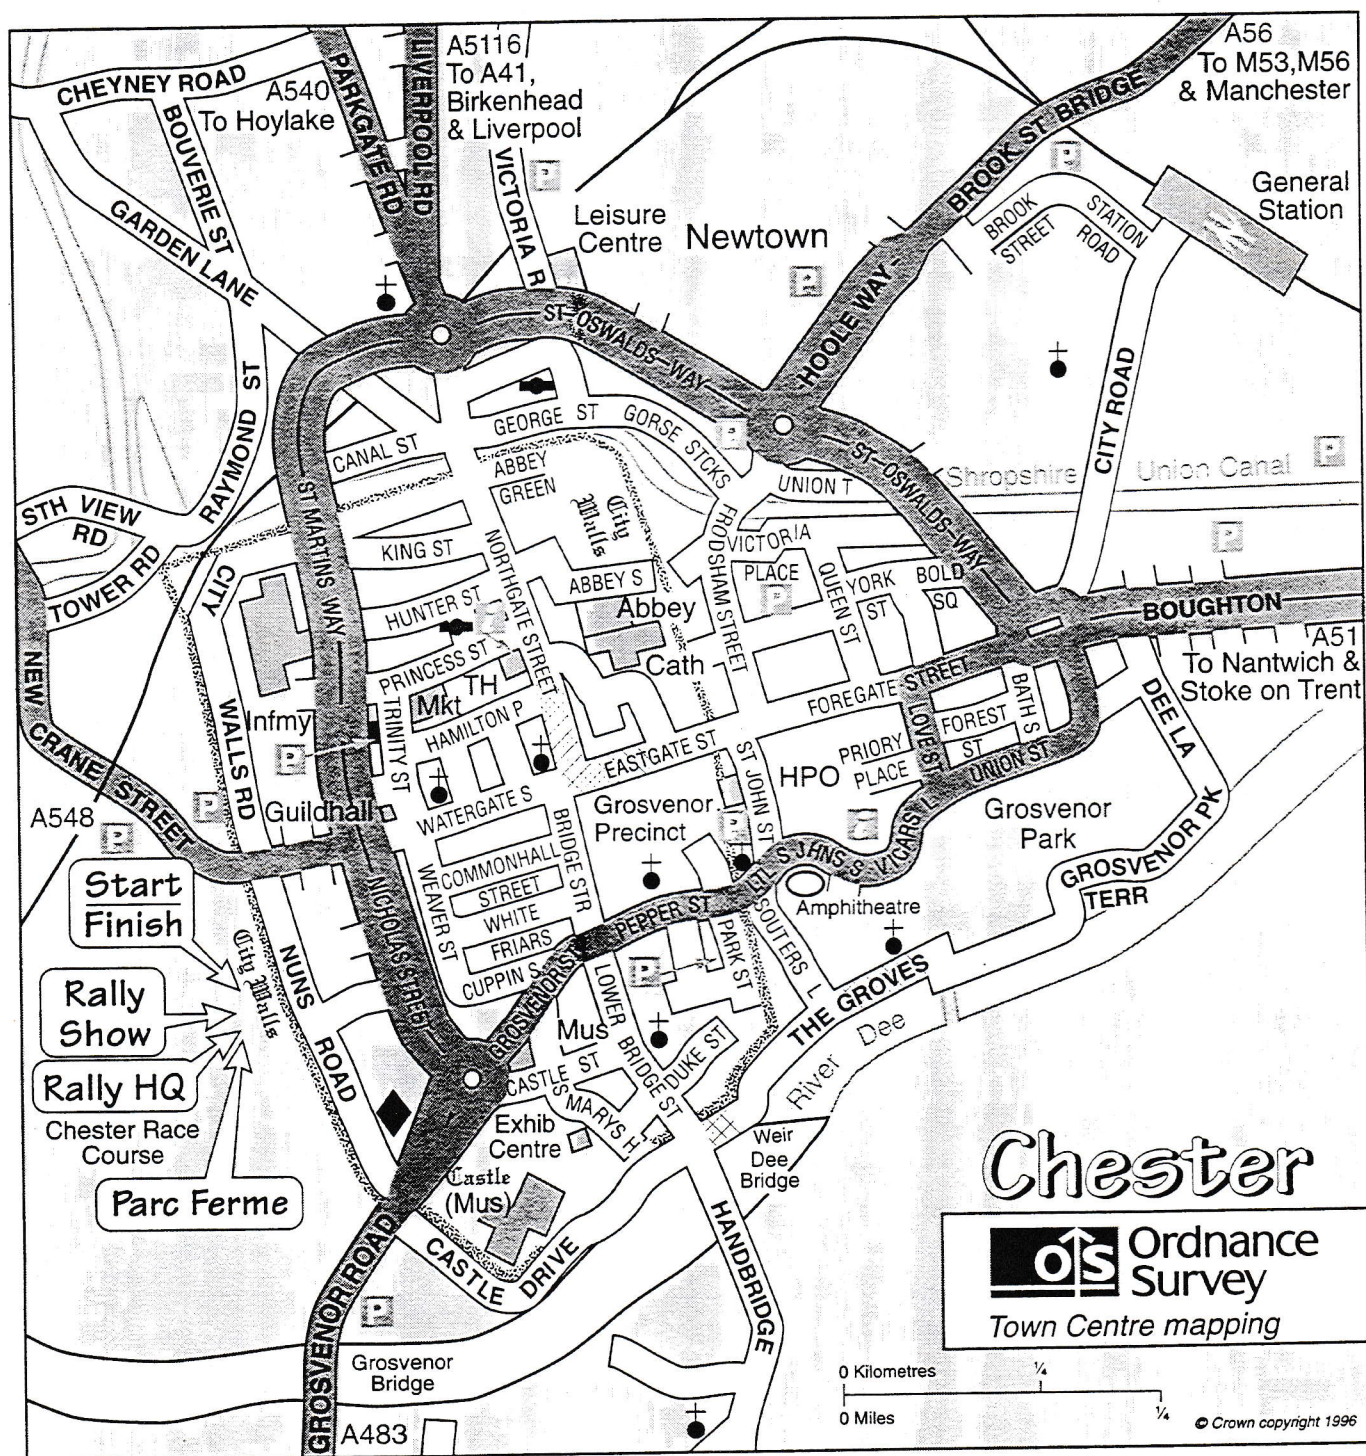 CHEYNEY ROAD
BOUVERIE ST
GARDEN LANE
A540
To Hoylake
PARKGATE RD
LIVERPOOL RD
A5116/
To A41,
Birkenhead
& Liverpool
VICTORIA R
P
Leisure
Centre
Newtown
P
A56
To M53,M56
& Manchester
BROOK ST BRIDGE
P
BROOK
STREET
STATION
ROAD
General
Station
HOOLE WAY
CITY ROAD
ST OSWALDS WAY
RAYMOND ST
STH VIEW
RD
TOWER RD
CANAL ST
GEORGE ST
GORSE STCKS
P
ST OSWALDS WAY
Shropshire
Union Canal
P
UNION T
ABBEY
GREEN
City
Walls
ST MARTINS WAY
KING ST
NORTHGATE STREET
ABBEY S
FRODSHAM STREET
VICTORIA
PLACE
P
QUEEN ST
YORK
ST
BOLD
SQ
P
BOUGHTON
A51
To Nantwich &
Stoke on Trent
CITY
WALLS RD
HUNTER ST
PRINCESS ST
TH
Mkt
Abbey
Cath
FOREGATE STREET
NEW CRANE STREET
A548
P
P
Infmy
P
Guildhall
TRINITY ST
HAMILTON P
WATERGATE S
EASTGATE ST
ST JOHN ST
HPO
PRIORY
PLACE
LOVE ST
FOREST
ST
BATH S
UNION ST
DEE LA
GROSVENOR PK
TERR
Grosvenor
Precinct
Grosvenor
Park
BRIDGE STR
COMMONHALL
STREET
WHITE
FRIARS
CUPPIN S
WEAVER ST
NICHOLAS STREET
PEPPER ST
LTL S JHNS S
VICARS L
Amphitheatre
SOUTERS L
PARK ST
P
Start
Finish
City Walls
NUNS
ROAD
Rally
Show
Rally HQ
Chester Race
Course
Parc Ferme
GROSVENOR ST
Mus
LOWER
BRIDGE ST
DUKE ST
CASTLE ST
S MARYS H
Exhib
Centre
Castle
(Mus)
CASTLE DRIVE
THE GROVES
River Dee
Weir
Dee
Bridge
HANDBRIDGE
GROSVENOR ROAD
P
Grosvenor
Bridge
A483
Chester
OS
Ordnance
Survey
Town Centre mapping
0 Kilometres
¼
0 Miles
¼
© Crown copyright 1996